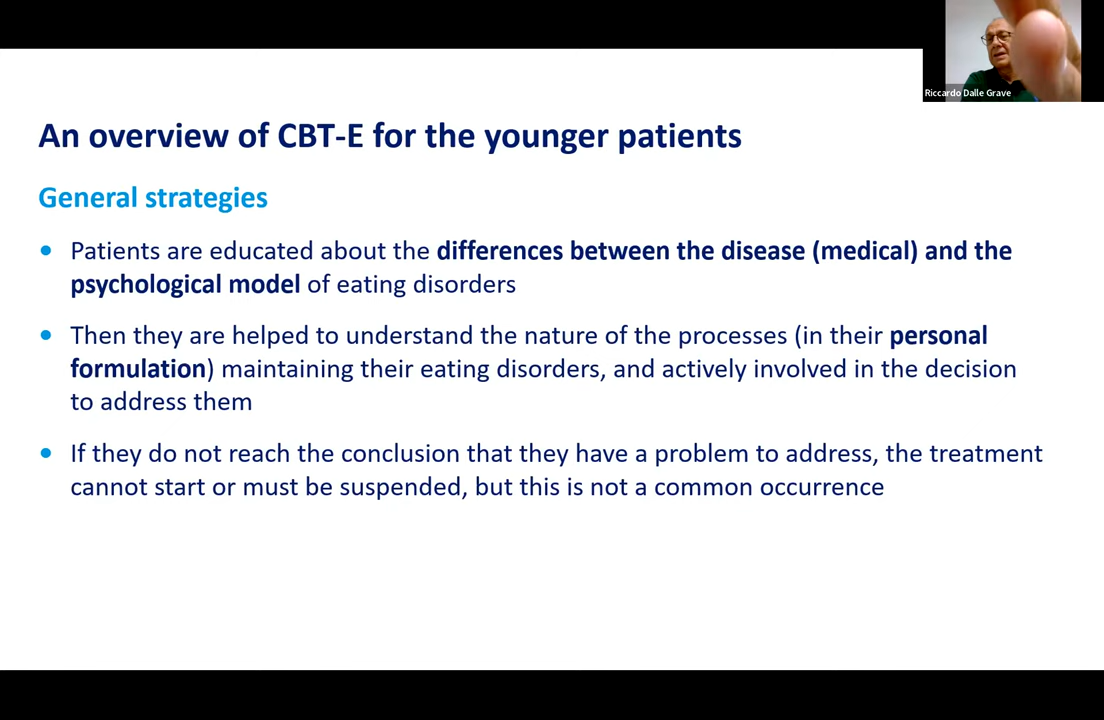 Riccardo Dalle Grave
An overview of CBT-E for the younger patients
General strategies
• Patients are educated about the differences between the disease (medical) and the
psychological model of eating disorders
• Then they are helped to understand the nature of the processes (in their personal
formulation) maintaining their eating disorders, and actively involved in the decision
to address them
• If they do not reach the conclusion that they have a problem to address, the treatment
cannot start or must be suspended, but this is not a common occurrence